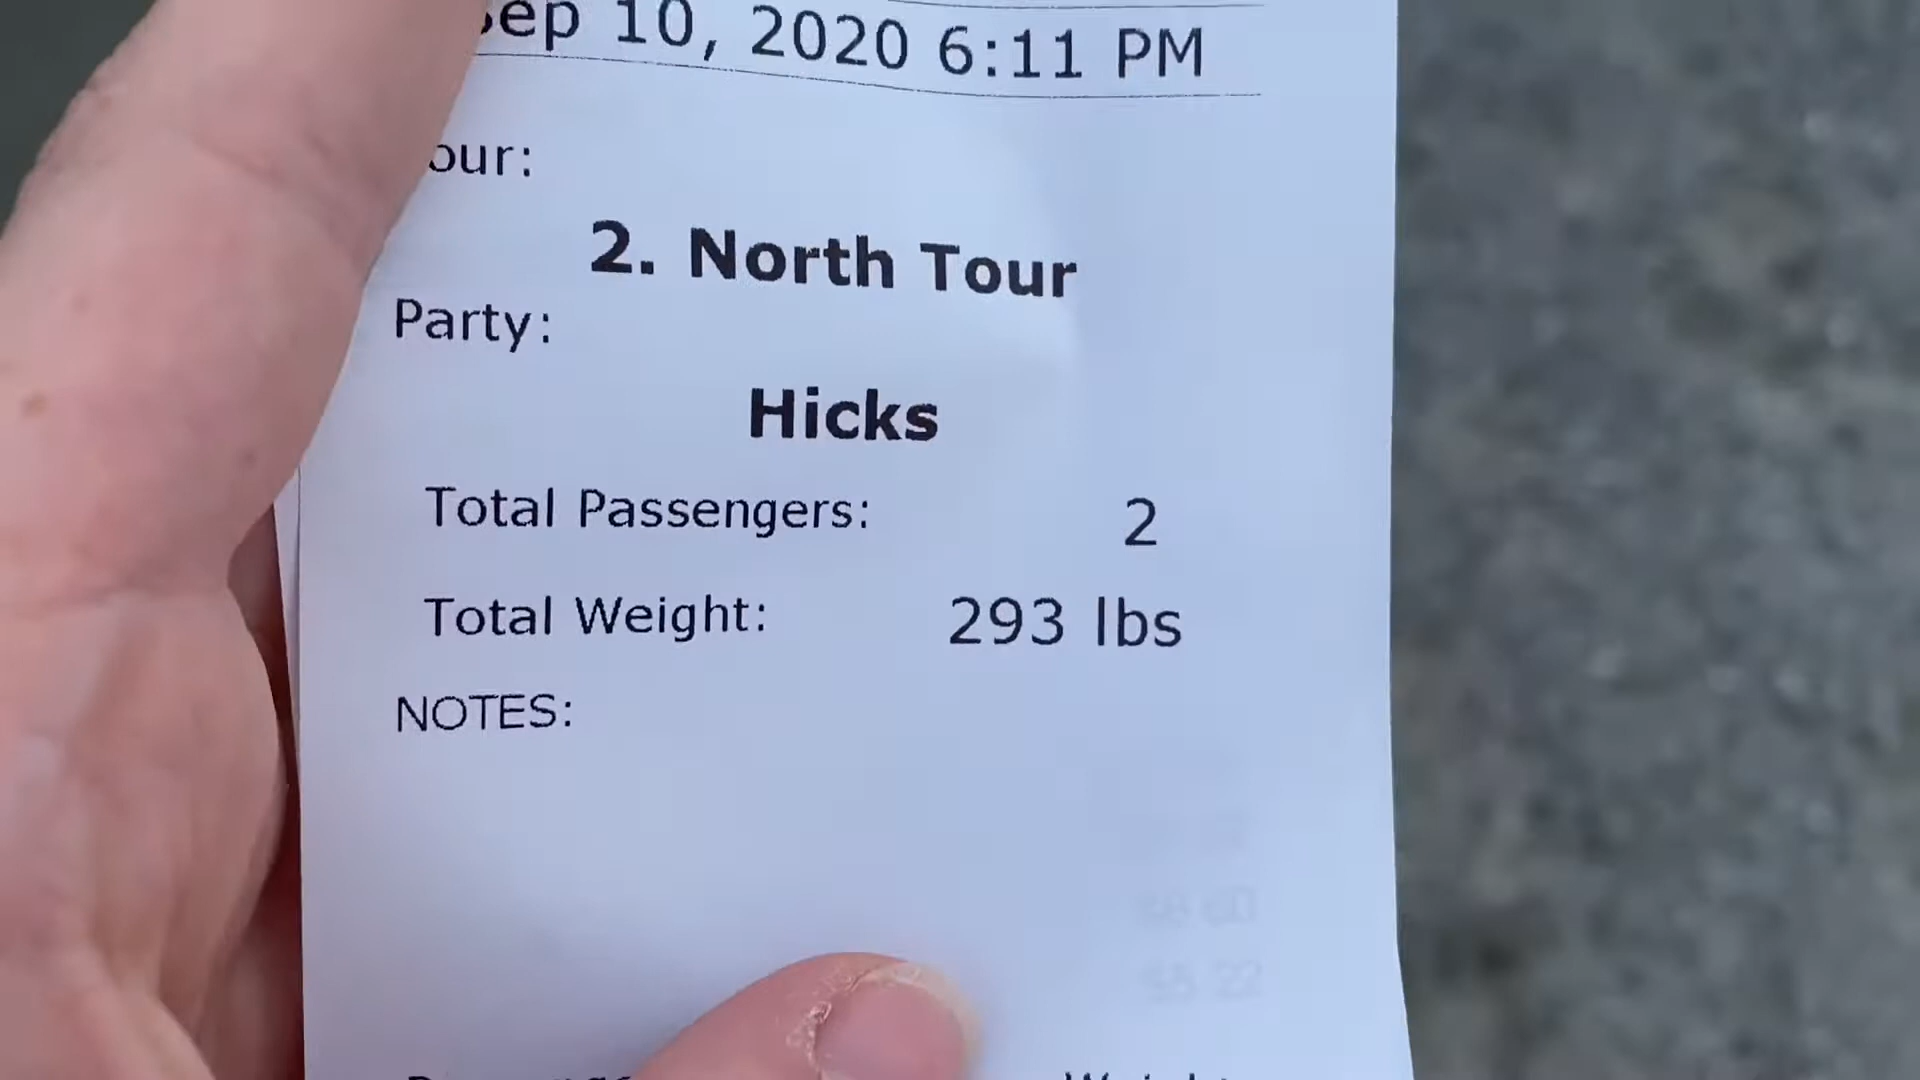 Sep 10, 2020 6:11 PM
our:
2. North Tour
Party:
Hicks
Total Passengers: 2
Total Weight: 293 lbs
NOTES: